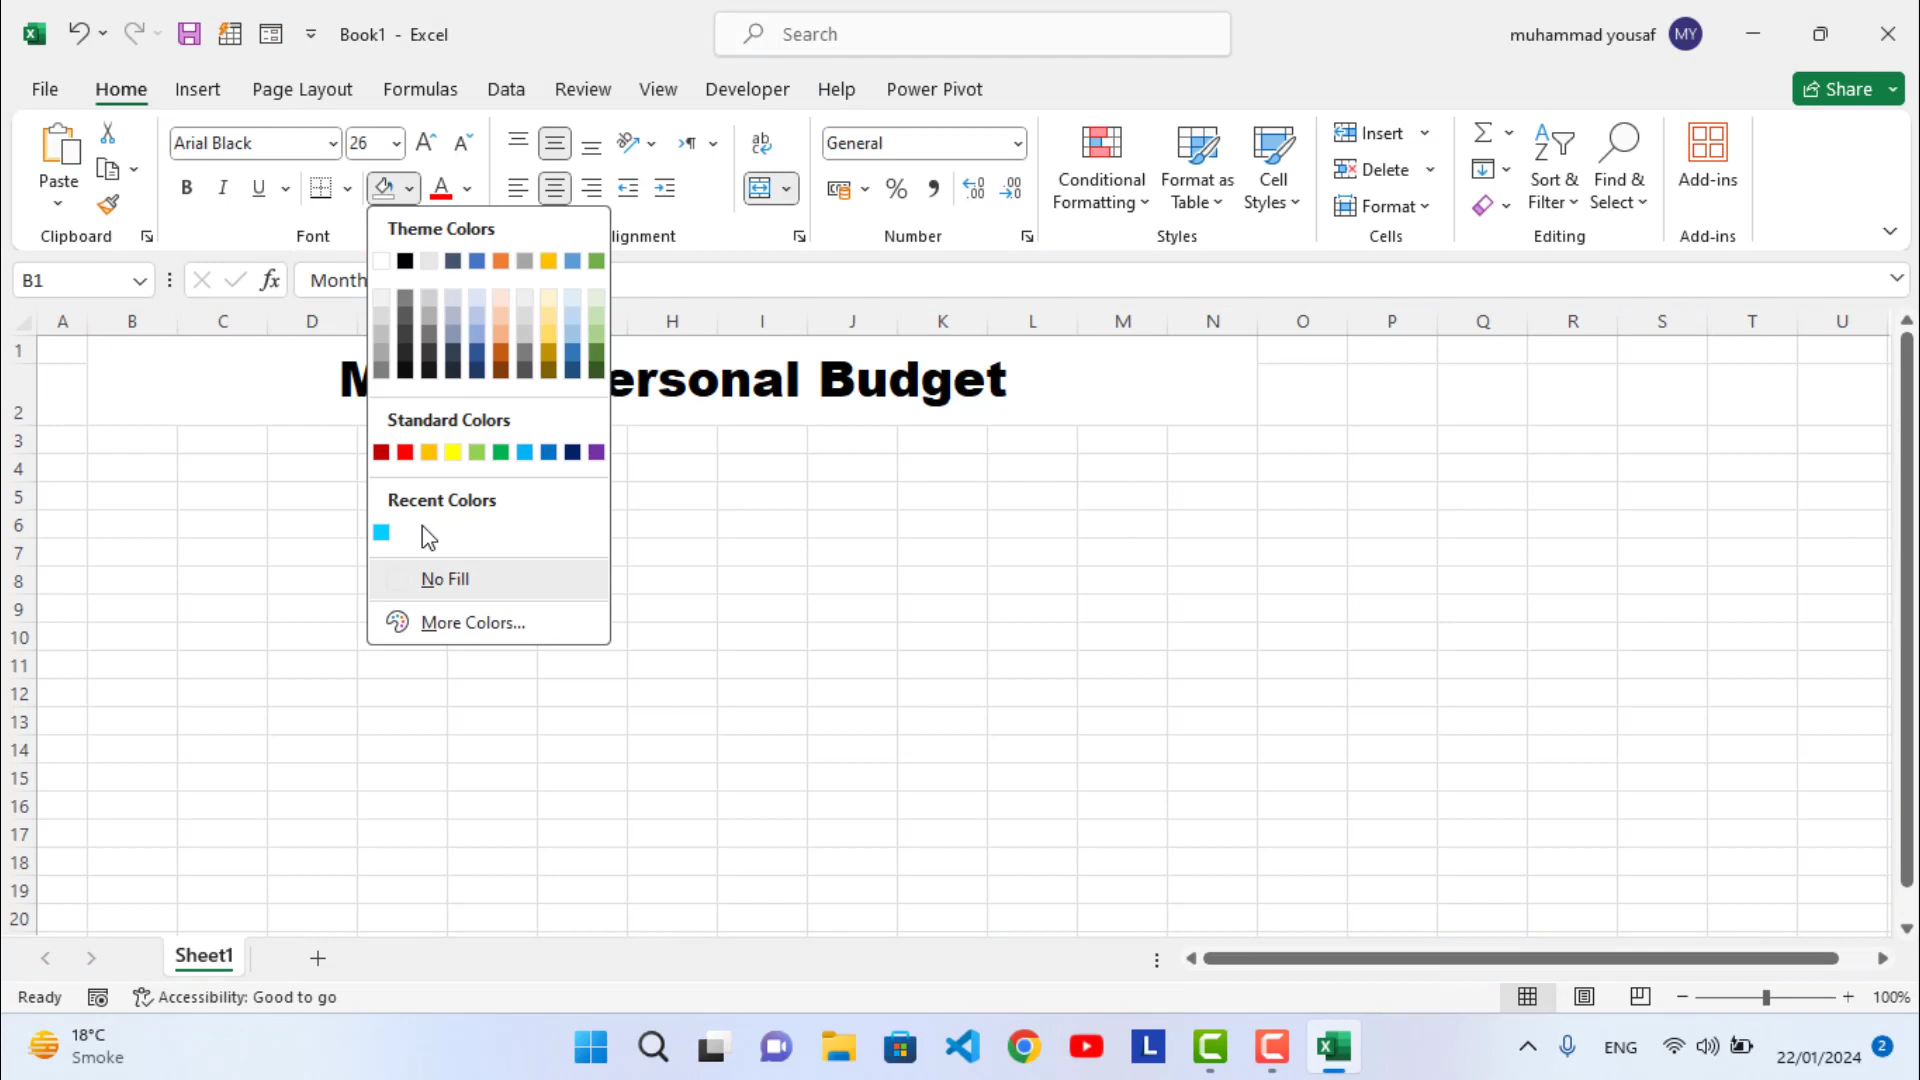 Book1 - Excel
Search
muhammad yousaf
MY
File
Home
Insert
Page Layout
Formulas
Data
Review
View
Developer
Help
Power Pivot
Share
Paste
Clipboard
Arial Black
26
B
I
U
A
Font
ab
lignment
General
Number
Conditional
Formatting
Format as
Table
Cell
Styles
Styles
Insert
Delete
Format
Cells
Sort &
Filter
Find &
Select
Editing
Add-ins
Add-ins
B1
fx
Month
Theme Colors
Standard Colors
Recent Colors
No Fill
More Colors...
A B C D H I J K L M N O P Q R S T U
M
ersonal Budget
1
2
3
4
5
6
7
8
9
10
11
12
13
14
15
16
17
18
19
20
Sheet1
Ready
Accessibility: Good to go
100%
18°C
Smoke
L
ENG
22/01/2024
2